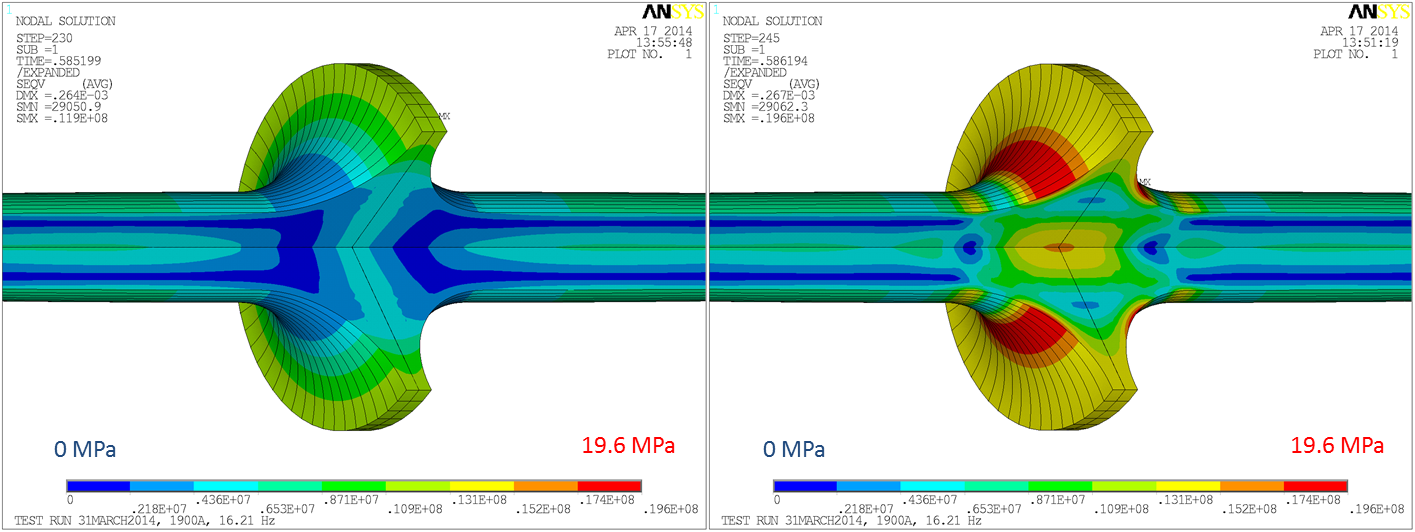 1
ANSYS
NODAL SOLUTION
APR 17 2014
13:55:48
PLOT NO. 1
STEP=230
SUB =1
TIME=.585199
/EXPANDED
SEQV (AVG)
DMX =.264E-03
SMN =29050.9
SMX =.119E+08
MX
0 MPa
19.6 MPa
0
.218E+07
.436E+07
.653E+07
.871E+07
.109E+08
.131E+08
.152E+08
.174E+08
.196E+08
TEST RUN 31MARCH2014, 1900A, 16.21 Hz
1
ANSYS
NODAL SOLUTION
APR 17 2014
13:51:19
PLOT NO. 1
STEP=245
SUB =1
TIME=.586194
/EXPANDED
SEQV (AVG)
DMX =.267E-03
SMN =29062.3
SMX =.196E+08
MX
0 MPa
19.6 MPa
0
.218E+07
.436E+07
.653E+07
.871E+07
.109E+08
.131E+08
.152E+08
.174E+08
.196E+08
TEST RUN 31MARCH2014, 1900A, 16.21 Hz